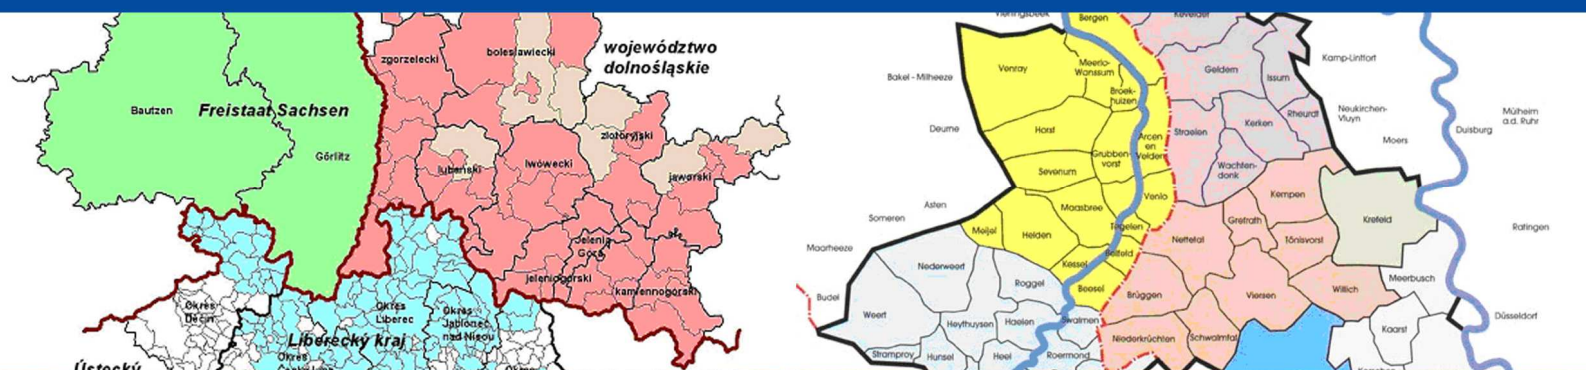 zgorzelecki
bolesławiecki
województwo
dolnośląskie
Bautzen
Freistaat Sachsen
Görlitz
złotoryjski
lubański
lwówecki
jaworski
Jelenia
Góra
jeleniogórski
kamiennogórski
Okres
Děčín
Okres
Liberec
Okres
Jablonec
nad Nisou
Liberecký kraj
Okres
Ústecký
Vierlingsbeek
Bergen
Kevelaer
Bakel - Milheeze
Venray
Meerlo-
Wanssum
Broek-
huizen
Geldern
Issum
Kamp-Lintfort
Deurne
Horst
Grubben-
vorst
Arcen
en
Velden
Straelen
Kerken
Rheurdt
Neukirchen-
Vluyn
Moers
Duisburg
Mülheim
a.d. Ruhr
Sevenum
Wachten-
donk
Venlo
Maasbree
Kempen
Someren
Asten
Meijel
Helden
Tegelen
Grefrath
Tönisvorst
Krefeld
Ratingen
Maarheeze
Nederweert
Kessel
Belfeld
Nettetal
Budel
Roggel
Beesel
Brüggen
Viersen
Willich
Meerbusch
Weert
Heythuysen
Haelen
Swalmen
Düsseldorf
Kaarst
Stramproy
Hunsel
Heel
Roermond
Niederkrüchten
Schwalmtal